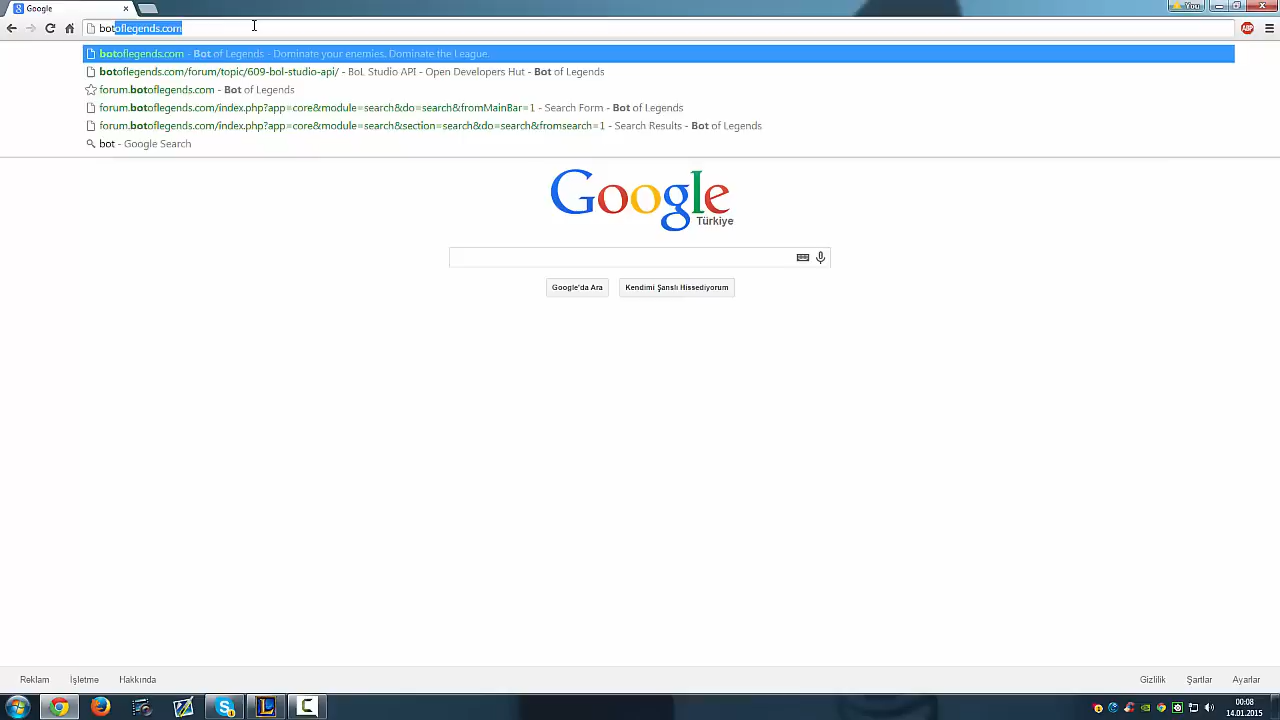 Google
You
botoflegends.com
botoflegends.com - Bot of Legends - Dominate your enemies. Dominate the League.
botoflegends.com/forum/topic/609-bol-studio-api/ - BoL Studio API - Open Developers Hut - Bot of Legends
forum.botoflegends.com - Bot of Legends
forum.botoflegends.com/index.php?app=core&module=search&do=search&fromMainBar=1 - Search Form - Bot of Legends
forum.botoflegends.com/index.php?app=core&module=search&section=search&do=search&fromsearch=1 - Search Results - Bot of Legends
bot - Google Search
ABP
Google
Türkiye
Google'da Ara Kendimi Şanslı Hissediyorum
Reklam İşletme Hakkında Gizlilik Şartlar Ayarlar
00:08
14.01.2015